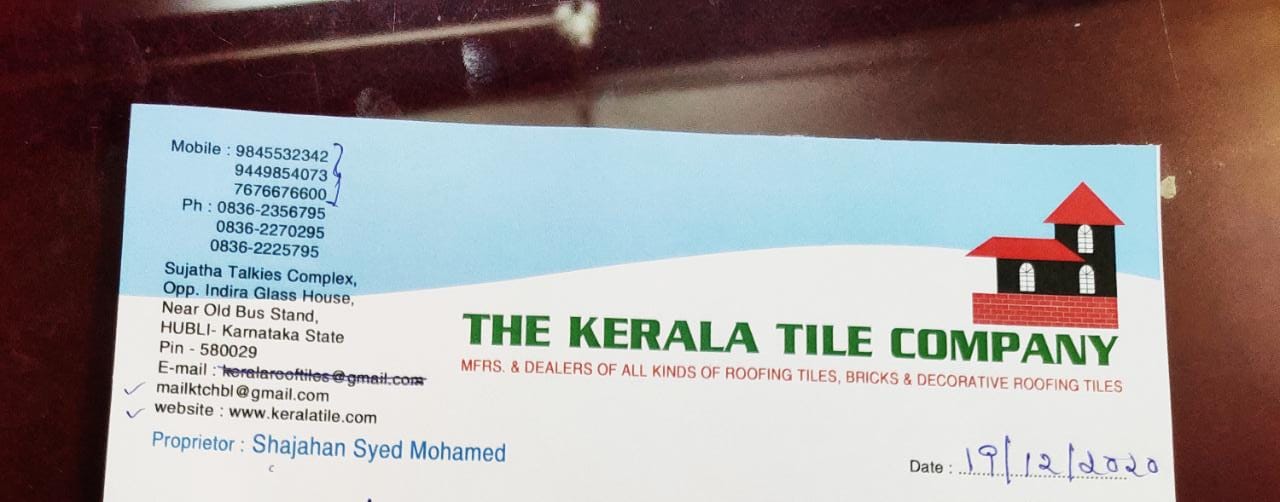 Mobile : 9845532342
9449854073
7676676600
Ph : 0836-2356795
0836-2270295
0836-2225795
Sujatha Talkies Complex,
Opp. Indira Glass House,
Near Old Bus Stand,
HUBLI- Karnataka State
Pin - 580029
E-mail : keralarooftiles@gmail.com
mailktchbl@gmail.com
website : www.keralatile.com
Proprietor : Shajahan Syed Mohamed
THE KERALA TILE COMPANY
MFRS. & DEALERS OF ALL KINDS OF ROOFING TILES, BRICKS & DECORATIVE ROOFING TILES
Date : 19/12/2020